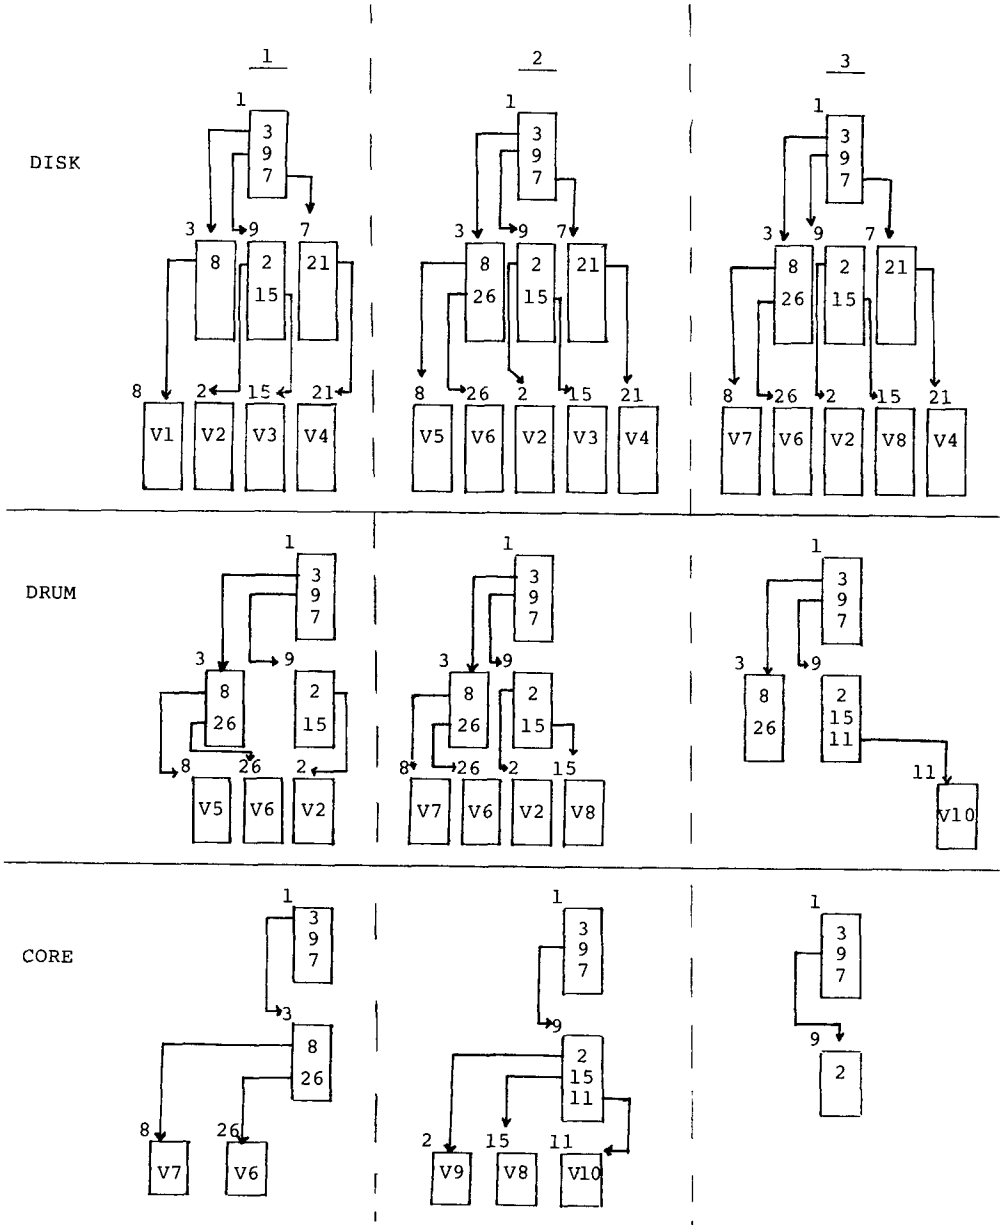 1 2 3
DISK
1 1 1
3 3 3
9 9 9
7 7 7
3 9 7 3 9 7 3 9 7
8 2 21 8 2 21 8 2 21
15 26 15 26 15
8 2 15 21 8 26 2 15 21 8 26 2 15 21
V1 V2 V3 V4 V5 V6 V2 V3 V4 V7 V6 V2 V8 V4
DRUM
1 1 1
3 3 3
9 9 9
7 7 7
3 9 3 9 3 9
8 2 8 2 8 2
26 15 26 15 26 15
11
8 26 2 8 26 2 15 11
V5 V6 V2 V7 V6 V2 V8 V10
CORE
1 1 1
3 3 3
9 9 9
7 7 7
3 9 9
8 2 2
26 15
11
8 26 2 15 11
V7 V6 V9 V8 V10